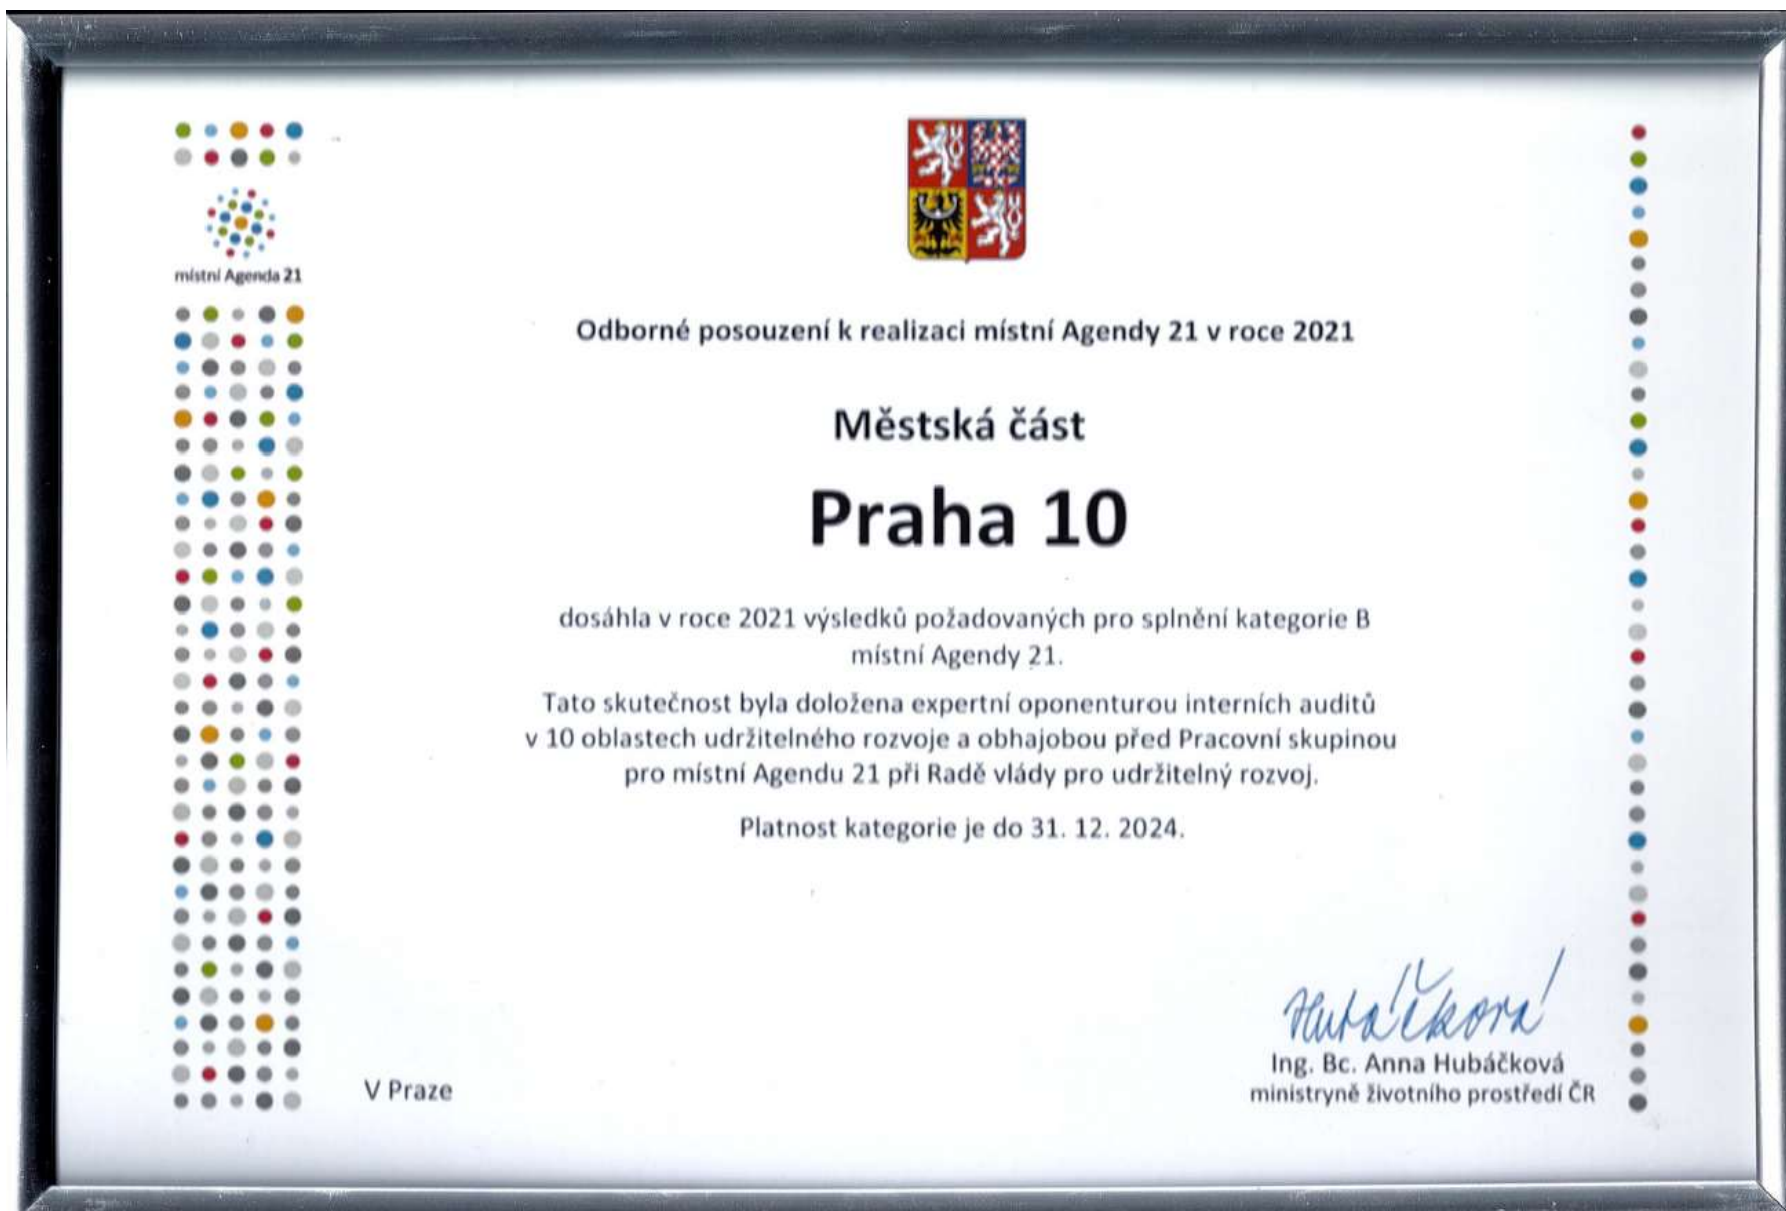 místní Agenda 21
Odborné posouzení k realizaci místní Agendy 21 v roce 2021
Městská část
Praha 10
dosáhla v roce 2021 výsledků požadovaných pro splnění kategorie B
místní Agendy 21.
Tato skutečnost byla doložena expertní oponenturou interních auditů
v 10 oblastech udržitelného rozvoje a obhajobou před Pracovní skupinou
pro místní Agendu 21 při Radě vlády pro udržitelný rozvoj.
Platnost kategorie je do 31. 12. 2024.
Hubáčková
Ing. Bc. Anna Hubáčková
ministryně životního prostředí ČR
V Praze